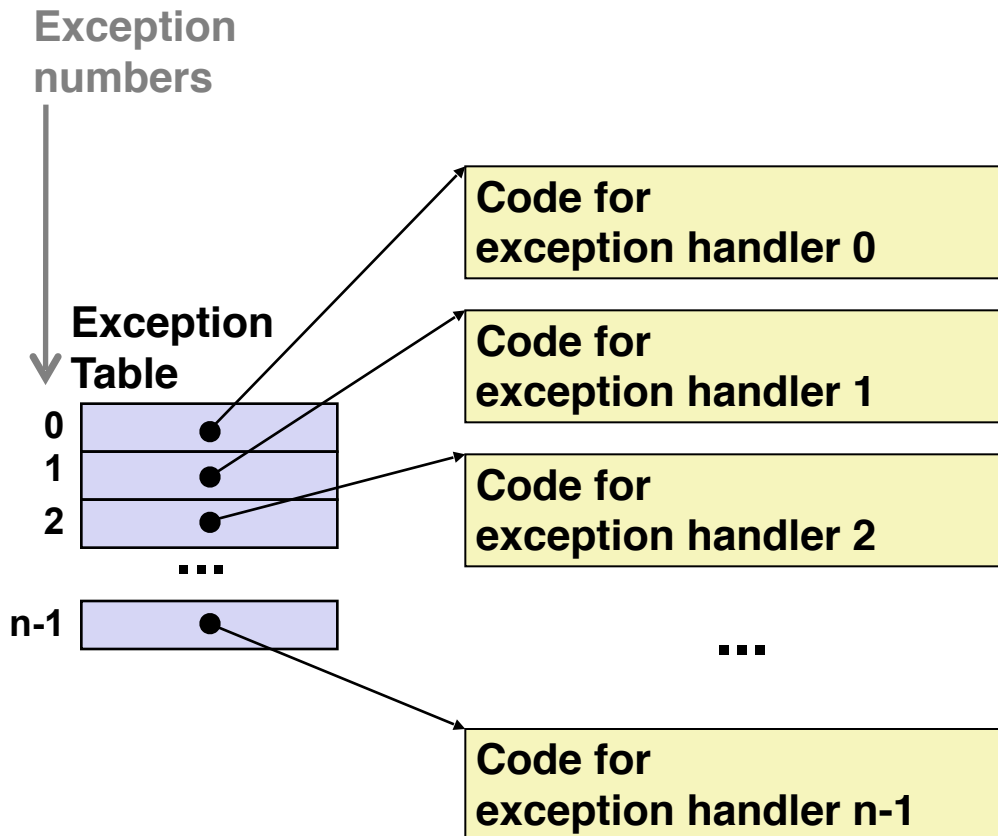 Exception
numbers
Code for
exception handler 0
Exception
Table
Code for
exception handler 1
0
1
2
...
n-1
Code for
exception handler 2
...
Code for
exception handler n-1